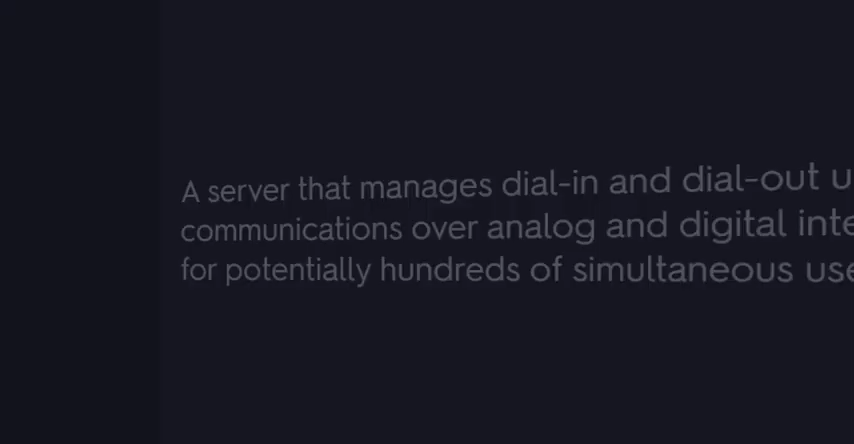 A server that manages dial-in and dial-out
communications over analog and digital
for potentially hundreds of simultaneous